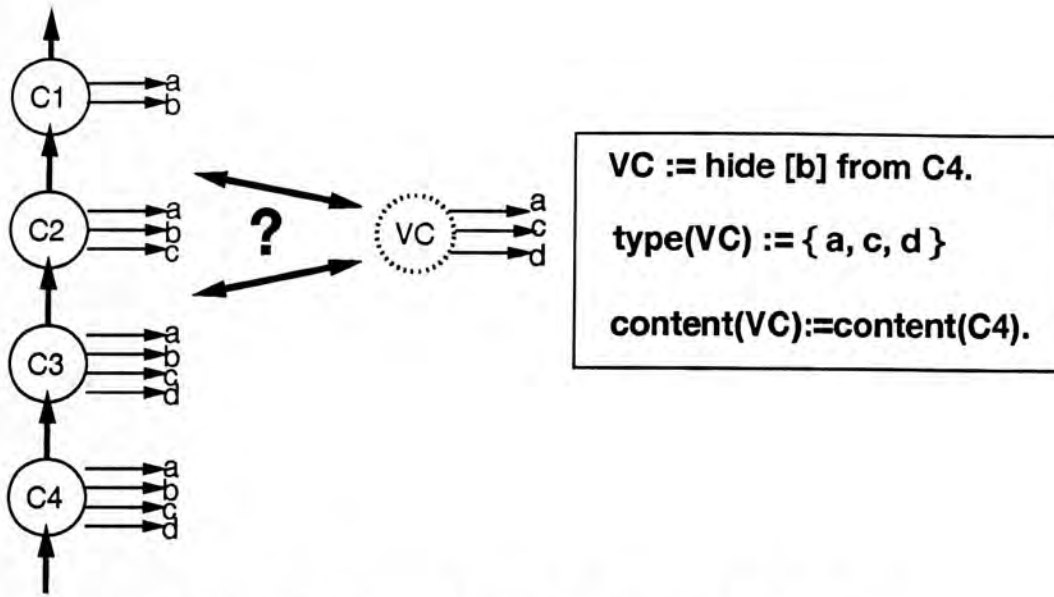 C1
a
b
C2
a
b
c
?
VC
a
c
d
C3
a
b
c
d
C4
a
b
c
d
VC := hide [b] from C4.
type(VC) := { a, c, d }
content(VC):=content(C4).